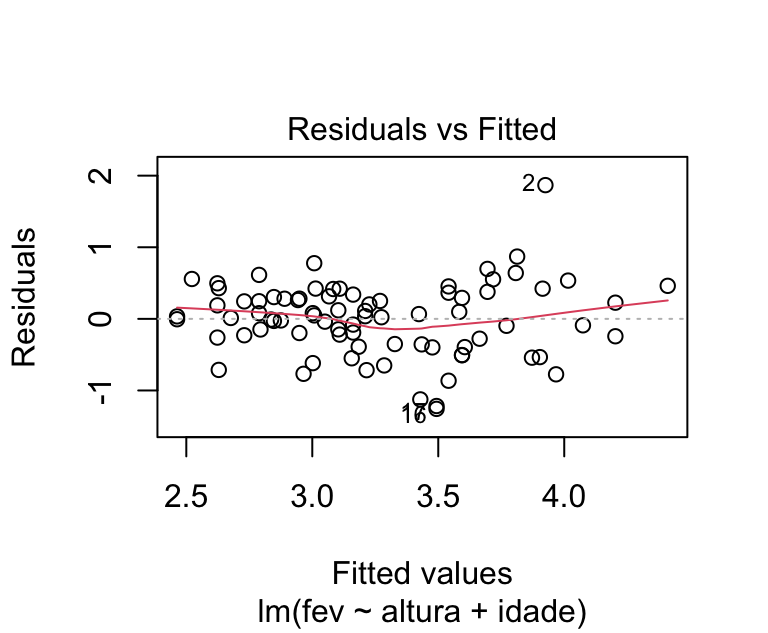 Residuals vs Fitted
Residuals
2
1
0
-1
2
2.5
3.0
3.5
4.0
Fitted values
lm(fev ~ altura + idade)